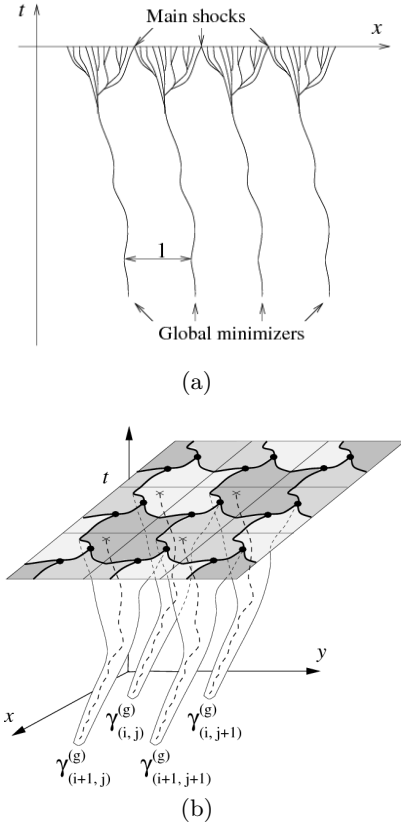 t
Main shocks
x
1
Global minimizers
(a)
t
y
x
γ(g)(i, j)
γ(g)(i, j+1)
γ(g)(i+1, j)
γ(g)(i+1, j+1)
(b)